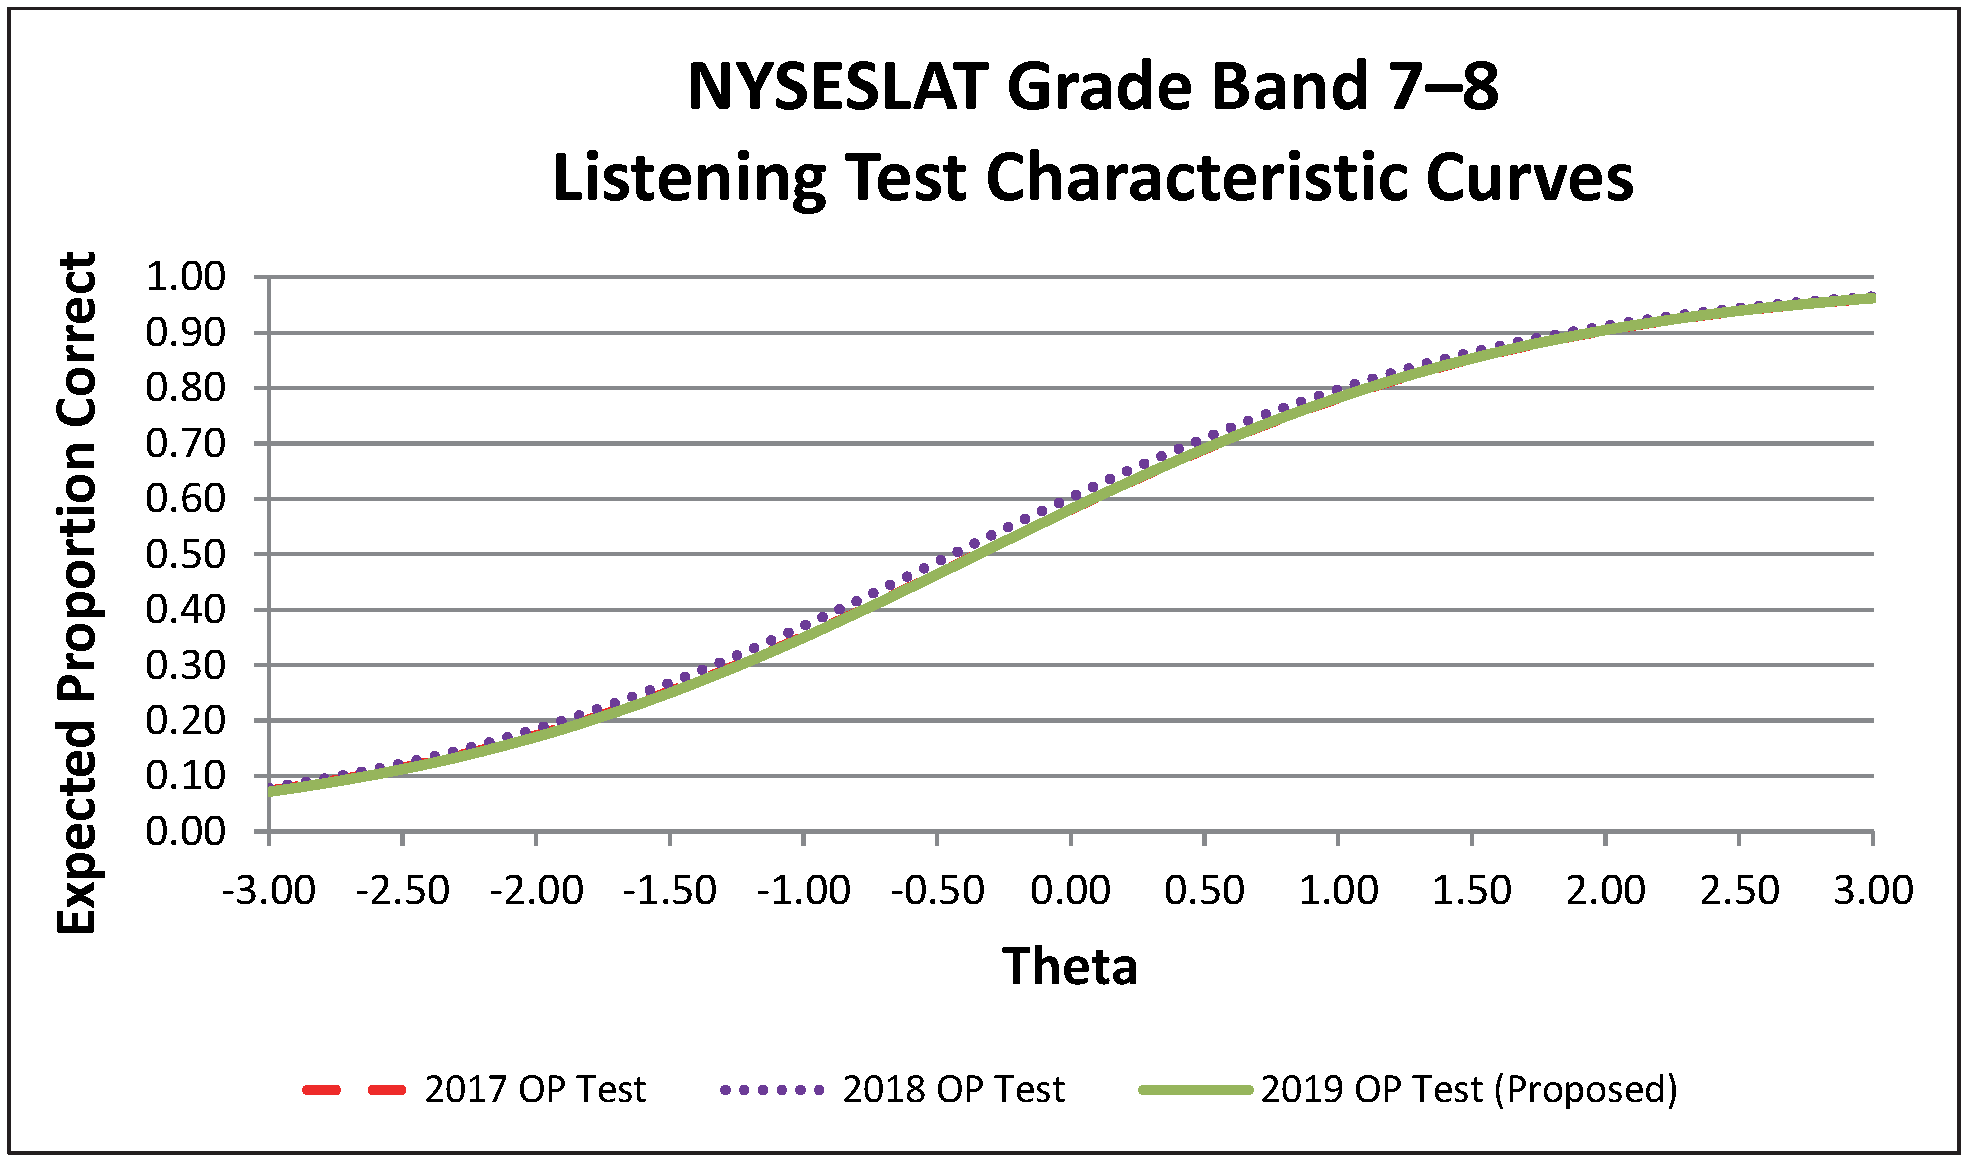 NYSESLAT Grade Band 7–8
Listening Test Characteristic Curves
Expected Proportion Correct
1.00
0.90
0.80
0.70
0.60
0.50
0.40
0.30
0.20
0.10
0.00
-3.00 -2.50 -2.00 -1.50 -1.00 -0.50 0.00 0.50 1.00 1.50 2.00 2.50 3.00
Theta
2017 OP Test 2018 OP Test 2019 OP Test (Proposed)